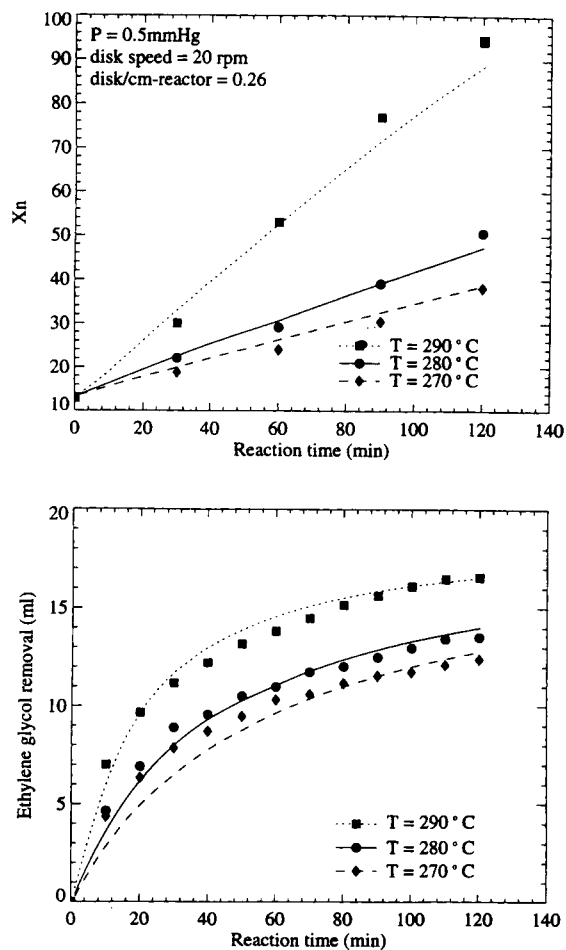 100
90
80
70
60
50
40
30
20
10
Xn
P = 0.5mmHg
disk speed = 20 rpm
disk/cm-reactor = 0.26
T = 290 °C
T = 280 °C
T = 270 °C
0 20 40 60 80 100 120 140
Reaction time (min)
20
15
10
5
0
Ethylene glycol removal (ml)
T = 290 °C
T = 280 °C
T = 270 °C
0 20 40 60 80 100 120 140
Reaction time (min)